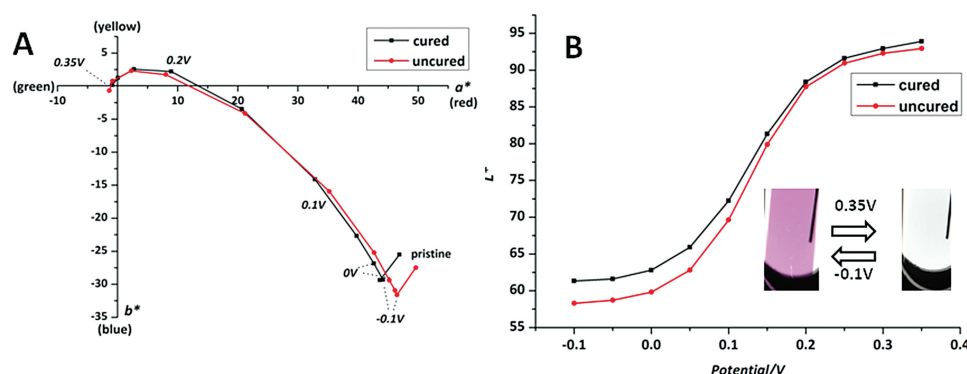 A
(yellow)
5
0.35V
0.2V
cured
uncured
(green)
0
a*
-10
10
20
30
40
50
(red)
-5
-10
-15
0.1V
-20
pristine
-25
0V
-30
-0.1V
-35
b*
(blue)
B
95
90
85
80
75
70
65
60
55
L*
cured
uncured
0.35V
-0.1V
-0.1
0.0
0.1
0.2
0.3
0.4
Potential/V